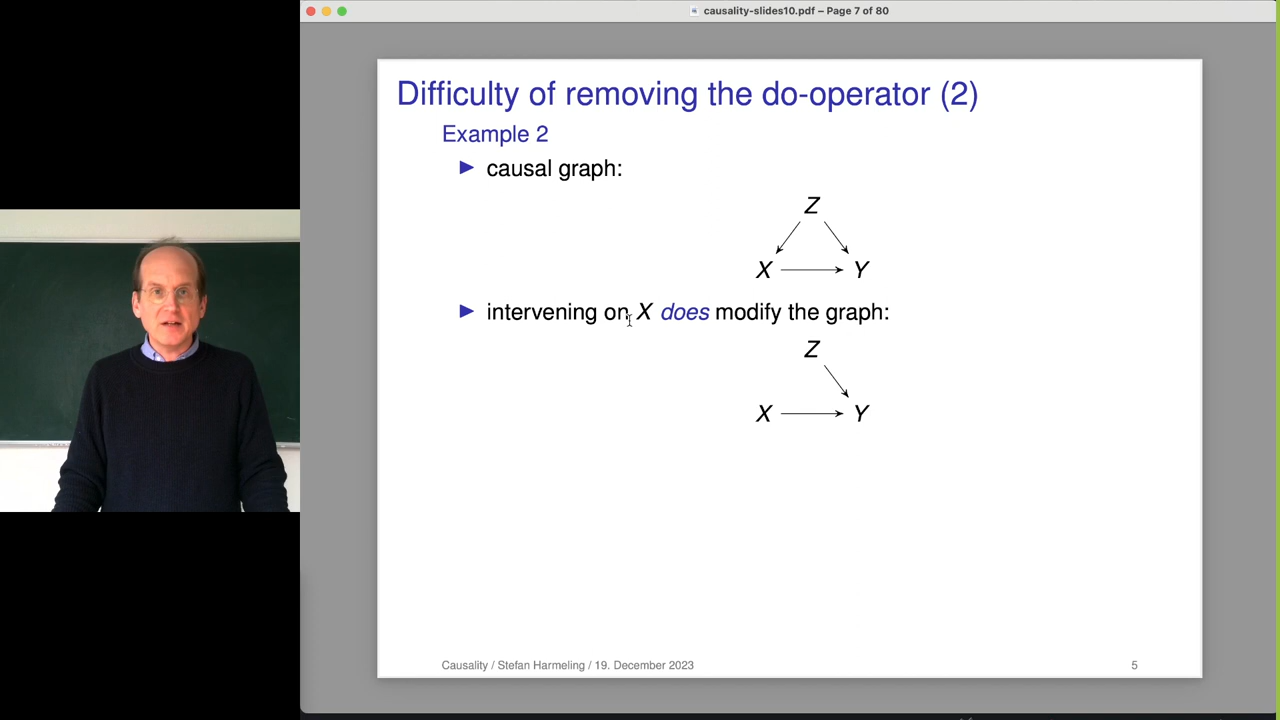 causality-slides10.pdf – Page 7 of 80
Difficulty of removing the do-operator (2)
Example 2
causal graph:
Z
X Y
intervening on X does modify the graph:
Z
X Y
Causality / Stefan Harmeling / 19. December 2023 5